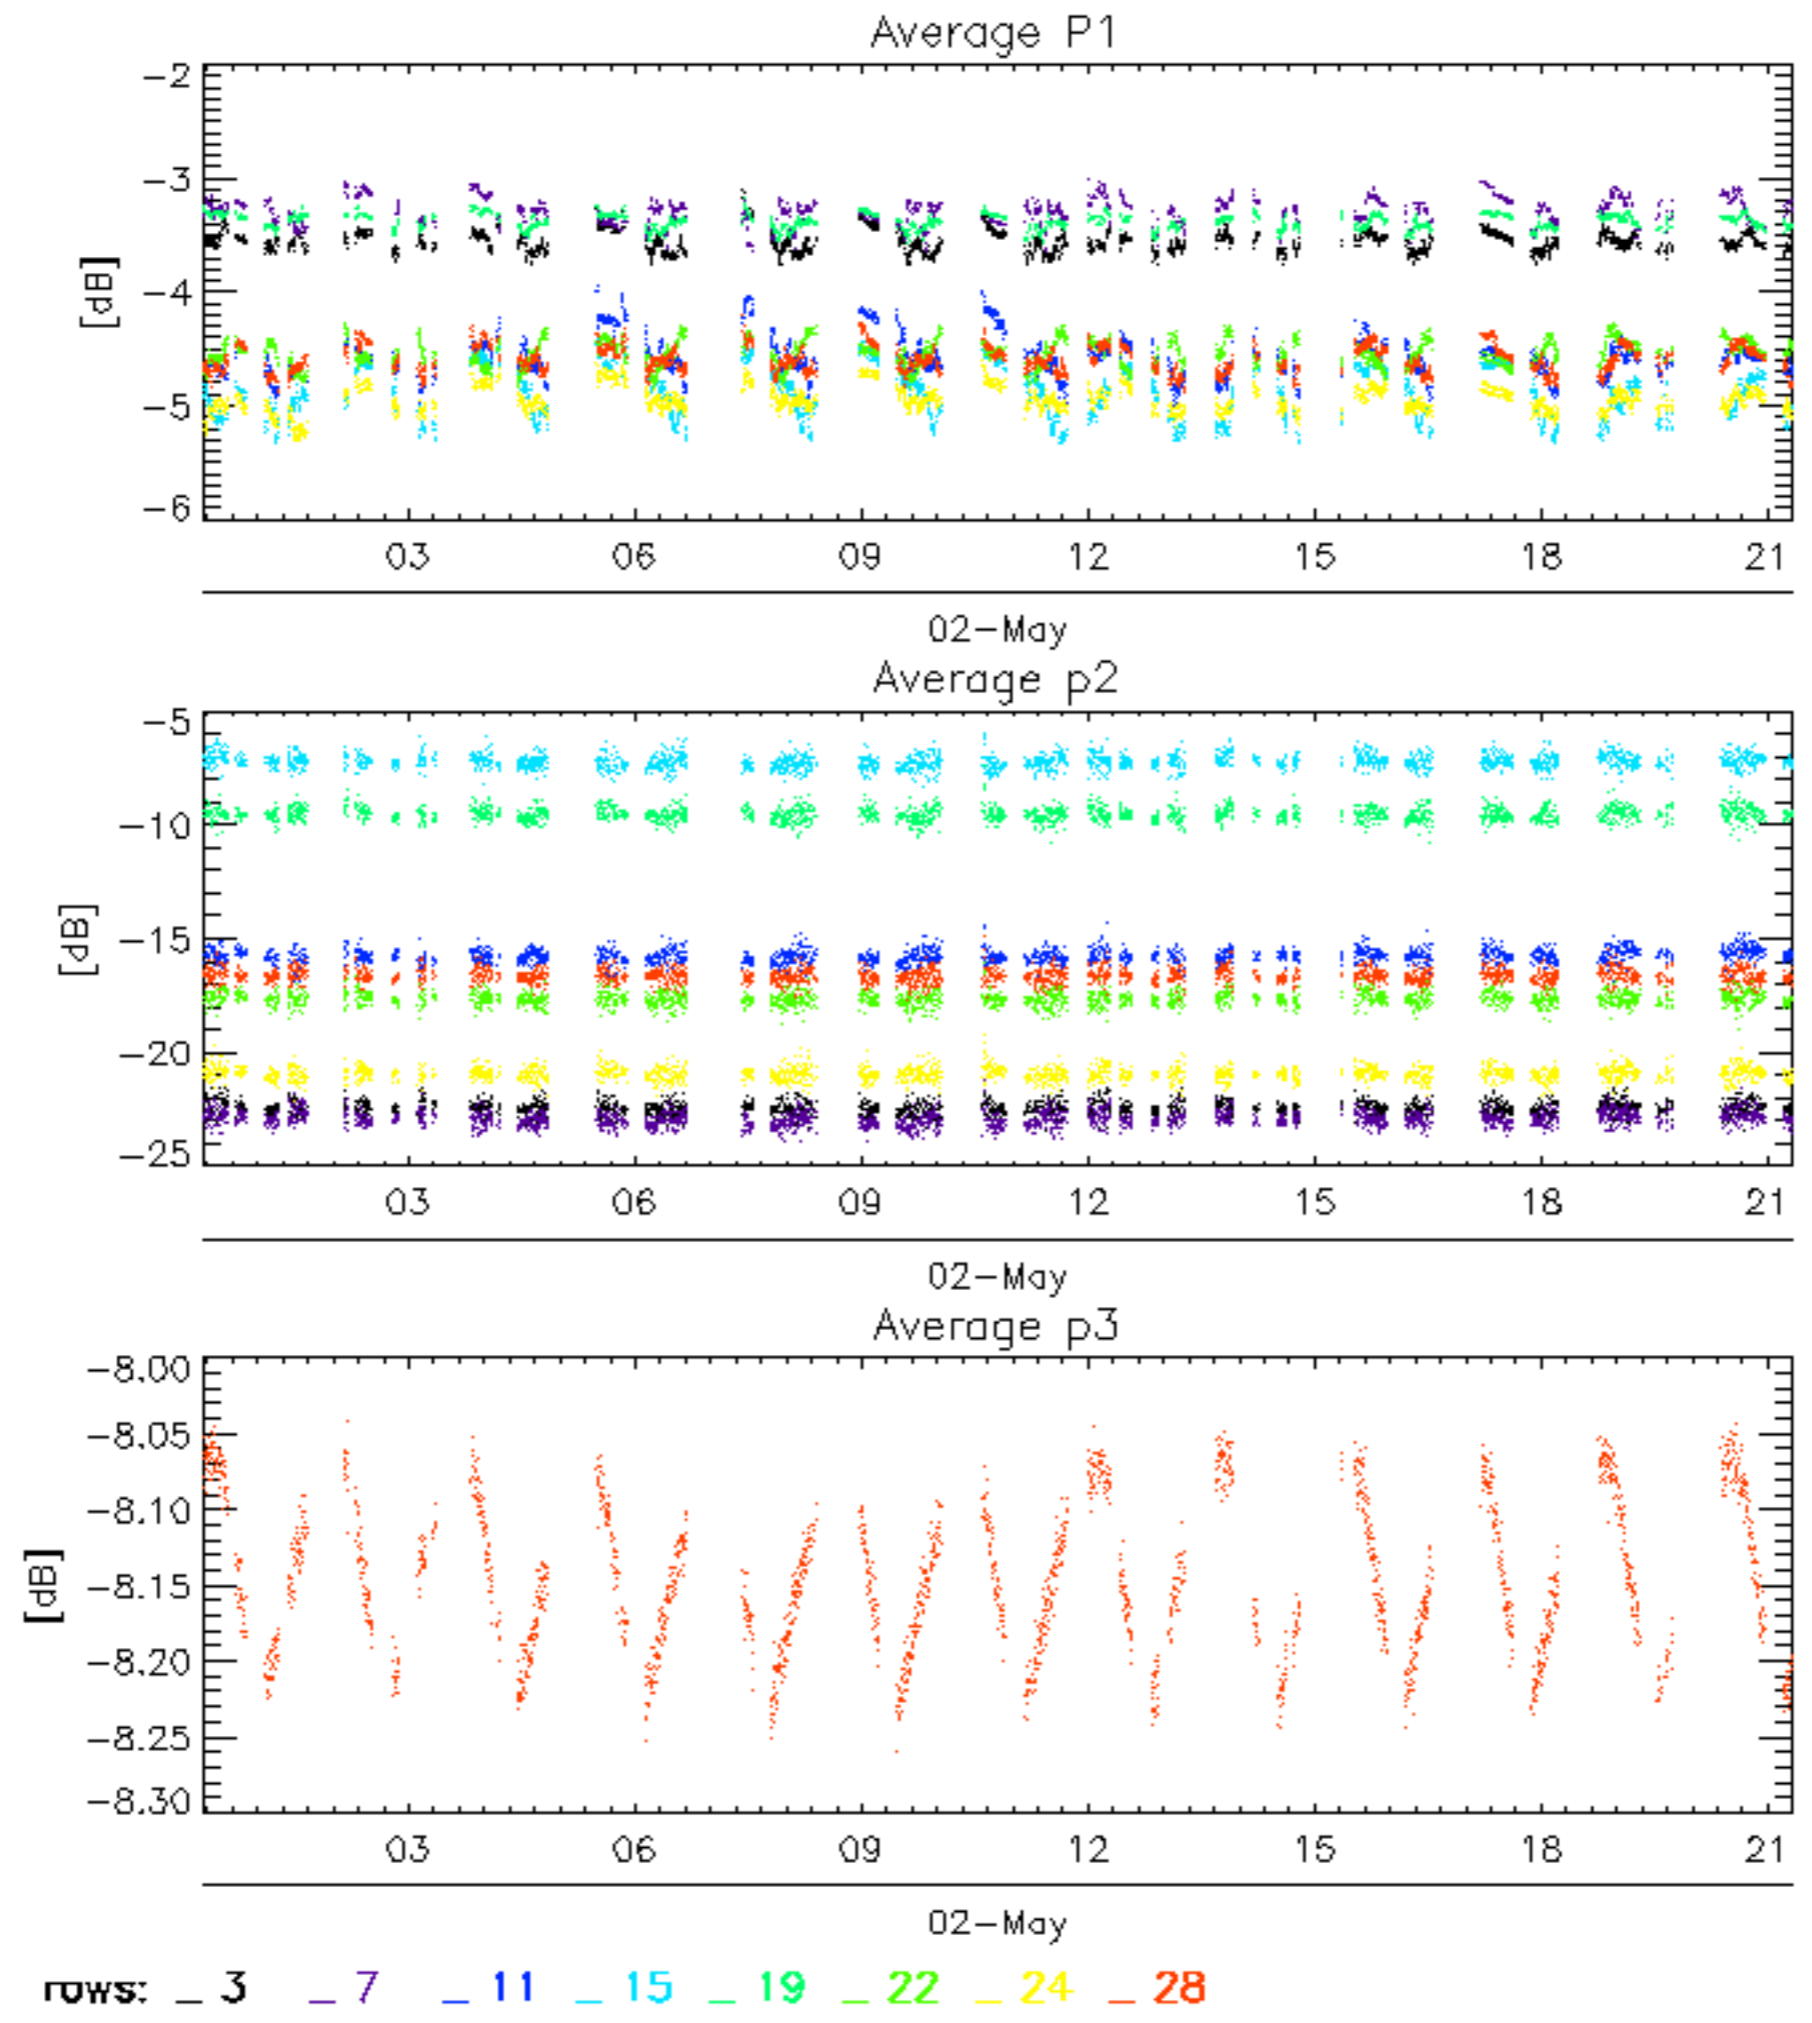 Average P1
-2
-3
-4
-5
-6
[dB]
03 06 09 12 15 18 21
02-May
Average p2
-5
-10
-15
-20
-25
[dB]
03 06 09 12 15 18 21
02-May
Average p3
-8.00
-8.05
-8.10
-8.15
-8.20
-8.25
-8.30
[dB]
03 06 09 12 15 18 21
02-May
rows: _ 3 _ 7 _ 11 _ 15 _ 19 _ 22 _ 24 _ 28